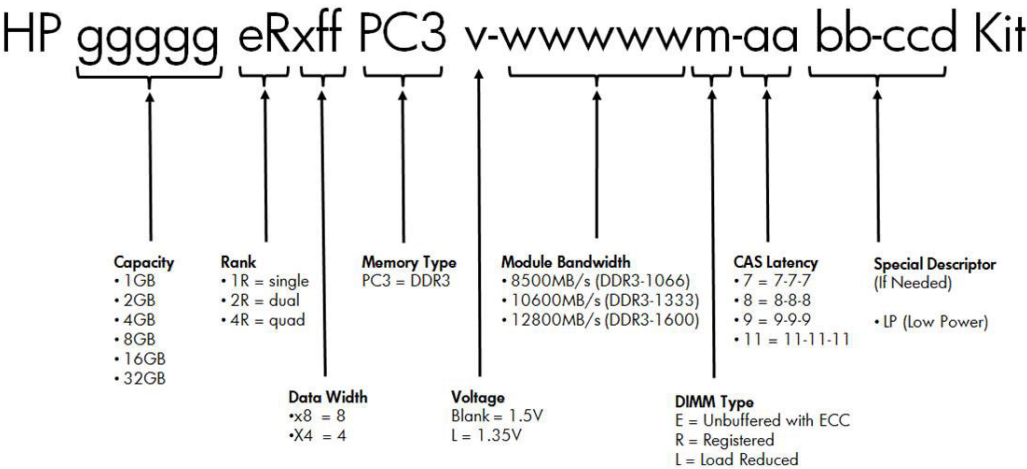 HP ggggg eRxff PC3 v-wwwwwm-aa bb-ccd Kit
Capacity
• 1GB
• 2GB
• 4GB
• 8GB
• 16GB
• 32GB
Rank
• 1R = single
• 2R = dual
• 4R = quad
Memory Type
PC3 = DDR3
Module Bandwidth
• 8500MB/s (DDR3-1066)
• 10600MB/s (DDR3-1333)
• 12800MB/s (DDR3-1600)
CAS Latency
• 7 = 7-7-7
• 8 = 8-8-8
• 9 = 9-9-9
• 11 = 11-11-11
Special Descriptor
(If Needed)
• LP (Low Power)
Data Width
•x8 = 8
•X4 = 4
Voltage
Blank = 1.5V
L = 1.35V
DIMM Type
E = Unbuffered with ECC
R = Registered
L = Load Reduced